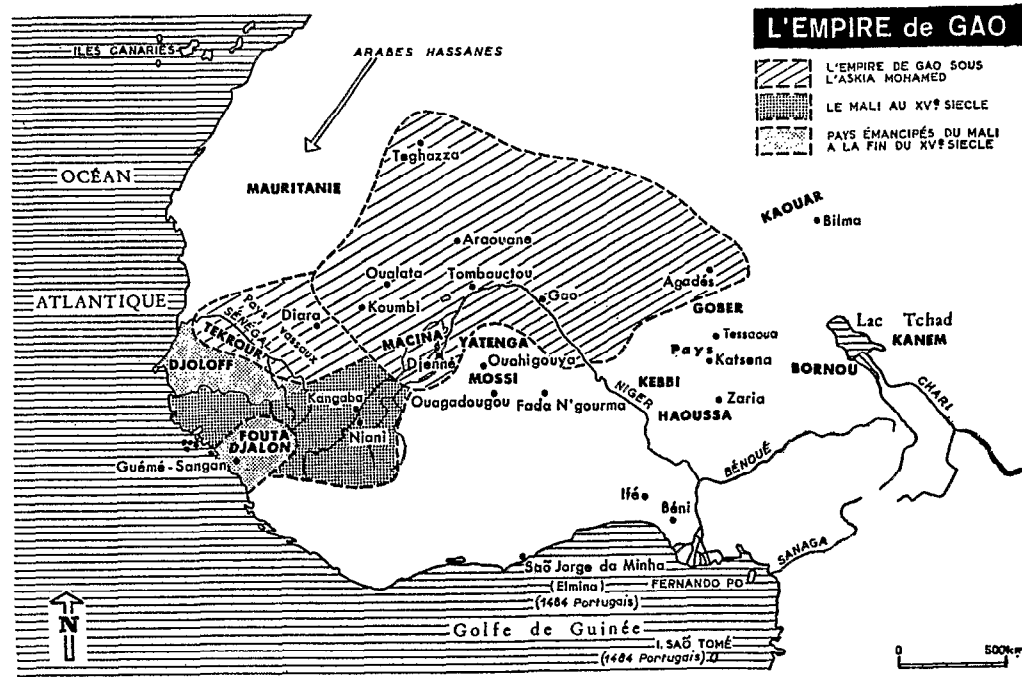 L'EMPIRE de GAO
L'EMPIRE DE GAO SOUS
L'ASKIA MOHAMED
LE MALI AU XVe SIECLE
PAYS ÉMANCIPÉS DU MALI
A LA FIN DU XVe SIECLE
ILES CANARIES
ARABES HASSANES
OCÉAN
ATLANTIQUE
MAURITANIE
Teghazza
KAOUAR
Bilma
Araouane
Oualata
Tombouctou
Agadés
Koumbi
Gao
GOBER
Diara
Pays vassaux
SÉNÉGAL
TEKROUR
MACINA
YATENGA
Tessaoua
Lac Tchad
KANEM
DJOLOFF
Djenné
Ouahigouya
Pays
Katsena
BORNOU
MOSSI
KEBBI
Kangaba
Ouagadougou
Fada N'gourma
NIGER
Zaria
HAOUSSA
CHARI
FOUTA
DJALON
Niani
Guémé-Sangan
BÉNOUÉ
Ifé
Béni
SANAGA
Saõ Jorge da Minha
(Elmina)
(1484 Portugais)
FERNANDO PO
Golfe de Guinée
I. SAÕ TOMÉ
(1484 Portugais)
N
0 500km